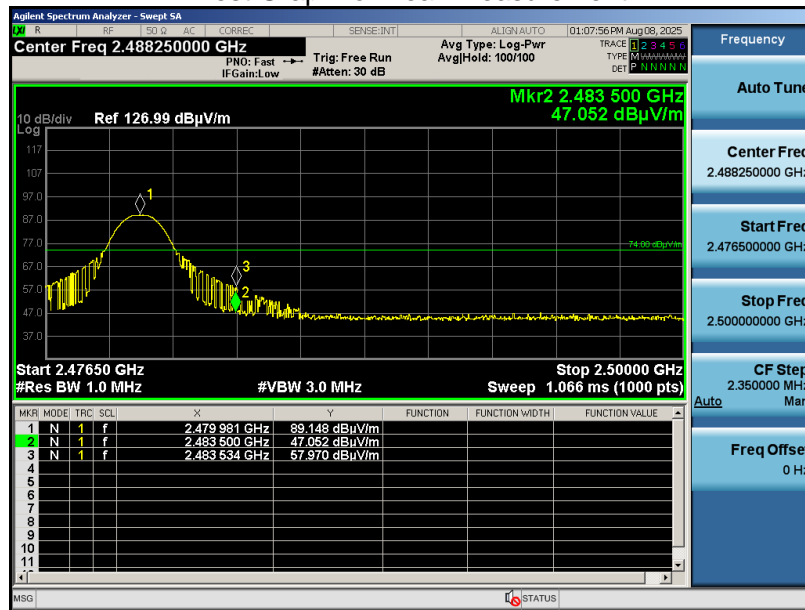 Agilent Spectrum Analyzer - Swept SA
LXI R RF 50 Ω AC CORREC SENSE:INT ALIGN AUTO 01:07:56 PM Aug 08, 2025
Center Freq 2.488250000 GHz Avg Type: Log-Pwr TRACE 1 2 3 4 5 6
PNO: Fast Trig: Free Run Avg|Hold: 100/100 TYPE M
IFGain:Low #Atten: 30 dB DET P N N N N N
Mkr2 2.483 500 GHz
47.052 dBµV/m
10 dB/div Ref 126.99 dBµV/m
Log
117
107
97.0
87.0
77.0
67.0
57.0
47.0
37.0
1
74.00 dBµV/m
3
2
Start 2.47650 GHz Stop 2.50000 GHz
#Res BW 1.0 MHz #VBW 3.0 MHz Sweep 1.066 ms (1000 pts)
MKR MODE TRC SCL X Y FUNCTION FUNCTION WIDTH FUNCTION VALUE
1 N 1 f 2.479 981 GHz 89.148 dBµV/m
2 N 1 f 2.483 500 GHz 47.052 dBµV/m
3 N 1 f 2.483 534 GHz 57.970 dBµV/m
4
5
6
7
8
9
10
11
MSG STATUS
Frequency
Auto Tune
Center Freq
2.488250000 GHz
Start Freq
2.476500000 GHz
Stop Freq
2.500000000 GHz
CF Step
2.350000 MHz
Auto Man
Freq Offset
0 Hz